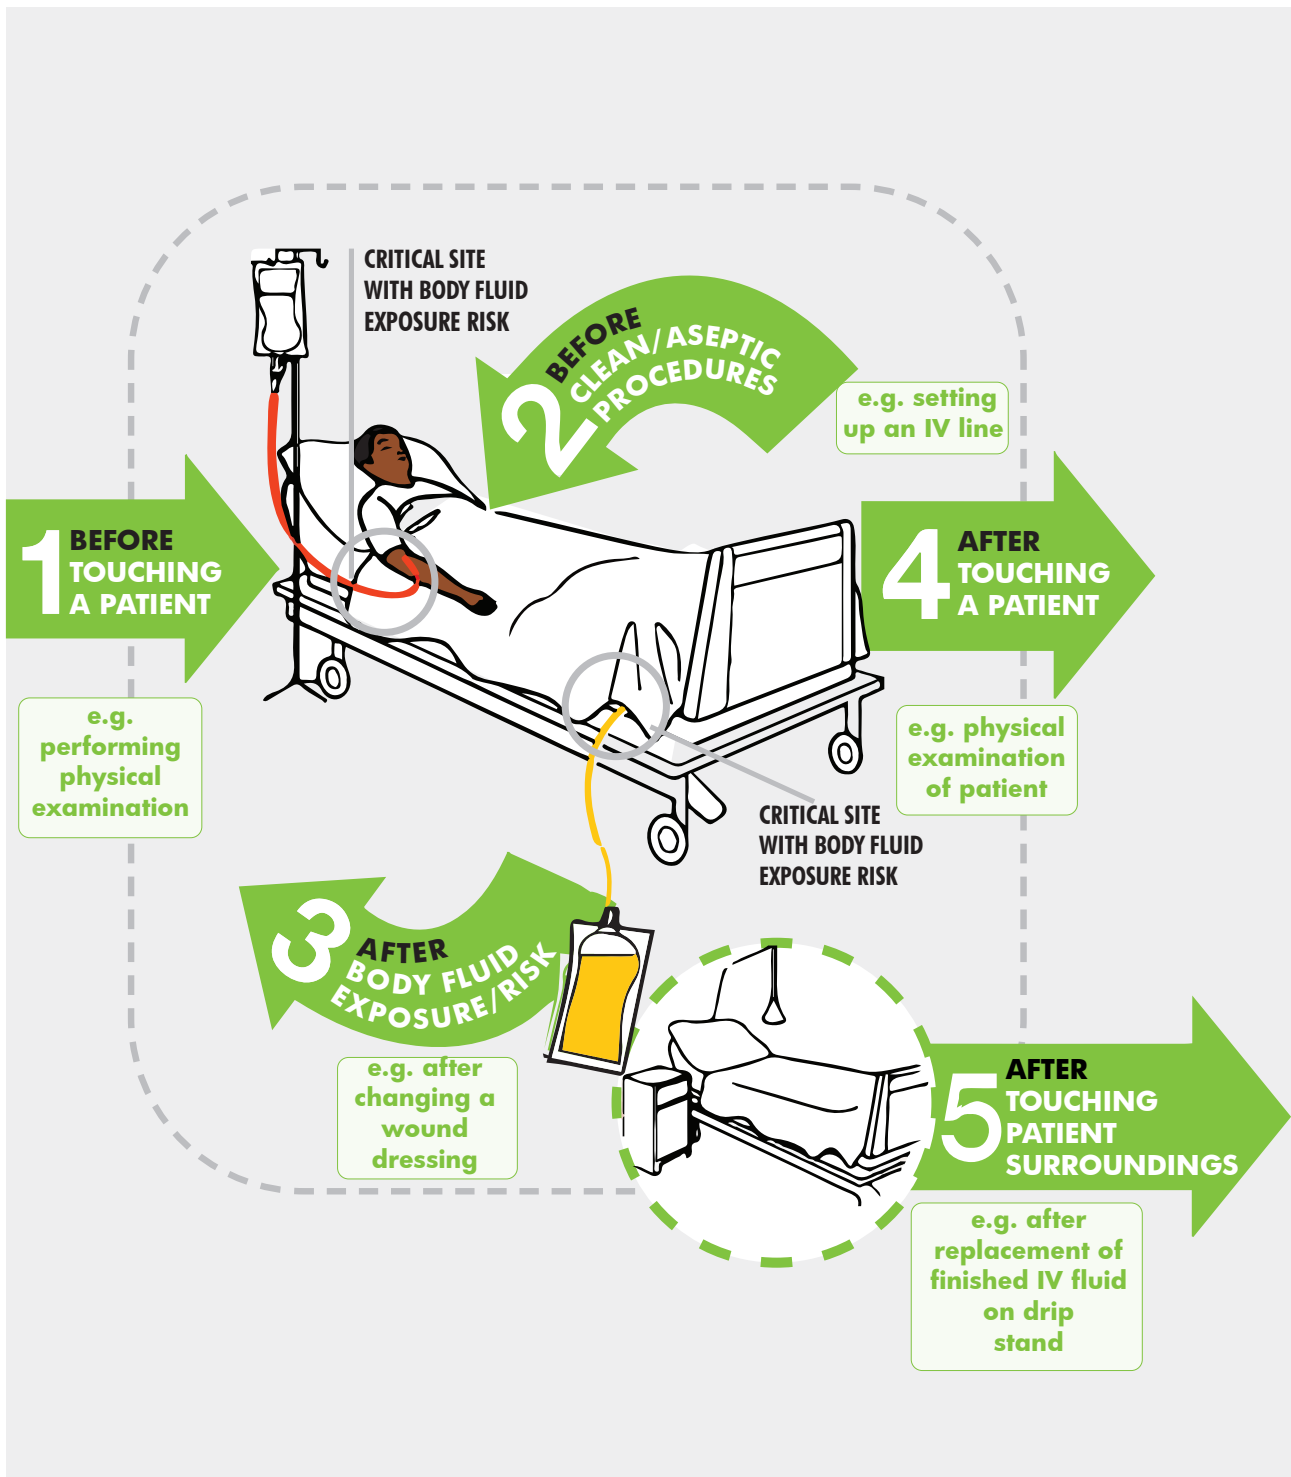 CRITICAL SITE
WITH BODY FLUID
EXPOSURE RISK
2
BEFORE
CLEAN/ASEPTIC
PROCEDURES
e.g. setting
up an IV line
1
BEFORE
TOUCHING
A PATIENT
e.g.
performing
physical
examination
4
AFTER
TOUCHING
A PATIENT
e.g. physical
examination
of patient
CRITICAL SITE
WITH BODY FLUID
EXPOSURE RISK
3
AFTER
BODY FLUID
EXPOSURE/RISK
e.g. after
changing a
wound
dressing
5
AFTER
TOUCHING
PATIENT
SURROUNDINGS
e.g. after
replacement of
finished IV fluid
on drip
stand